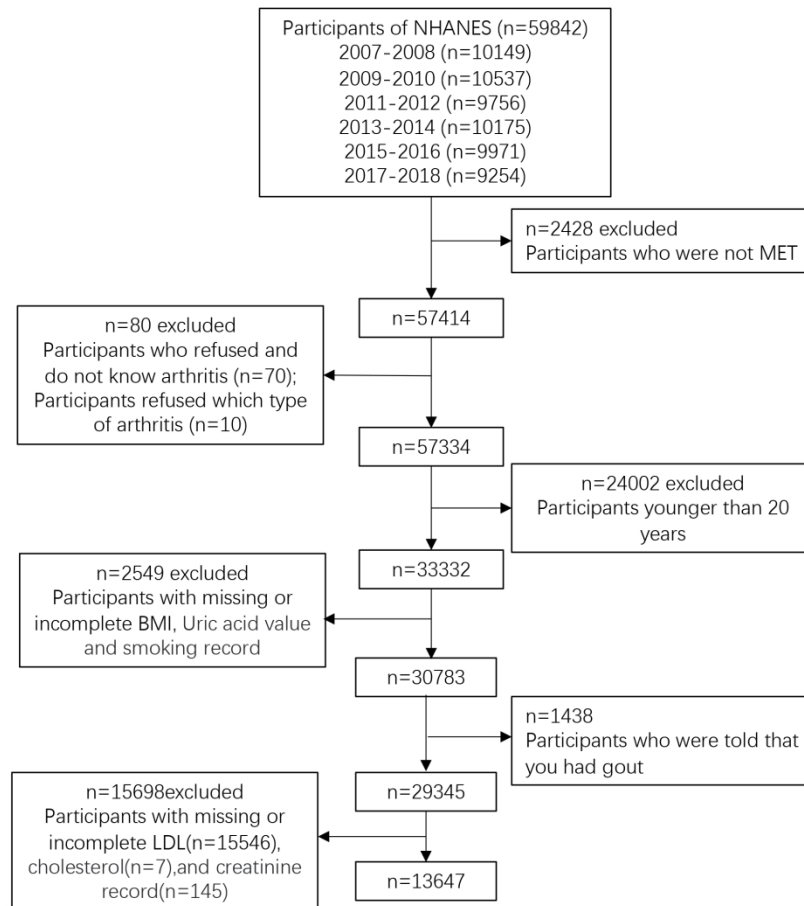 Participants of NHANES (n=59842)
2007-2008 (n=10149)
2009-2010 (n=10537)
2011-2012 (n=9756)
2013-2014 (n=10175)
2015-2016 (n=9971)
2017-2018 (n=9254)
n=2428 excluded
Participants who were not MET
n=57414
n=80 excluded
Participants who refused and
do not know arthritis (n=70);
Participants refused which type
of arthritis (n=10)
n=57334
n=24002 excluded
Participants younger than 20
years
n=33332
n=2549 excluded
Participants with missing or
incomplete BMI, Uric acid value
and smoking record
n=30783
n=1438
Participants who were told that
you had gout
n=29345
n=15698excluded
Participants with missing or
incomplete LDL(n=15546),
cholesterol(n=7),and creatinine
record(n=145)
n=13647